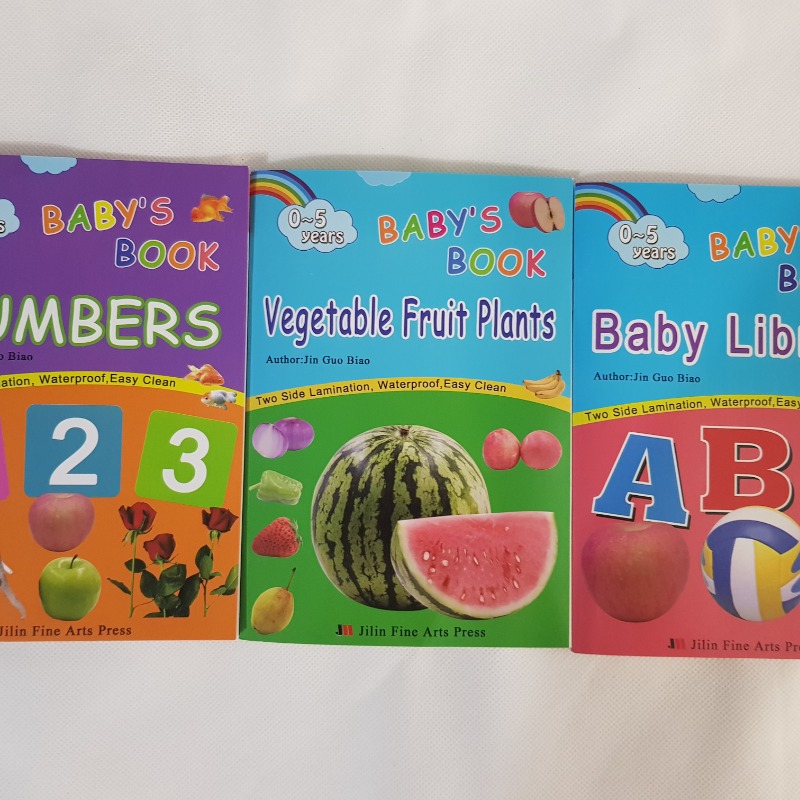 BABY'S
BOOK
UMBERS
o Biao
ation, Waterproof,Easy Clean
2
3
Jilin Fine Arts Press
0~5
years
BABY'S
BOOK
Vegetable Fruit Plants
Author:Jin Guo Biao
Two Side Lamination, Waterproof,Easy Clean
Jilin Fine Arts Press
0~5
years
BABY
B
Baby Lib
Author:Jin Guo Biao
Two Side Lamination, Waterproof,Easy
A B
Jilin Fine Arts Press